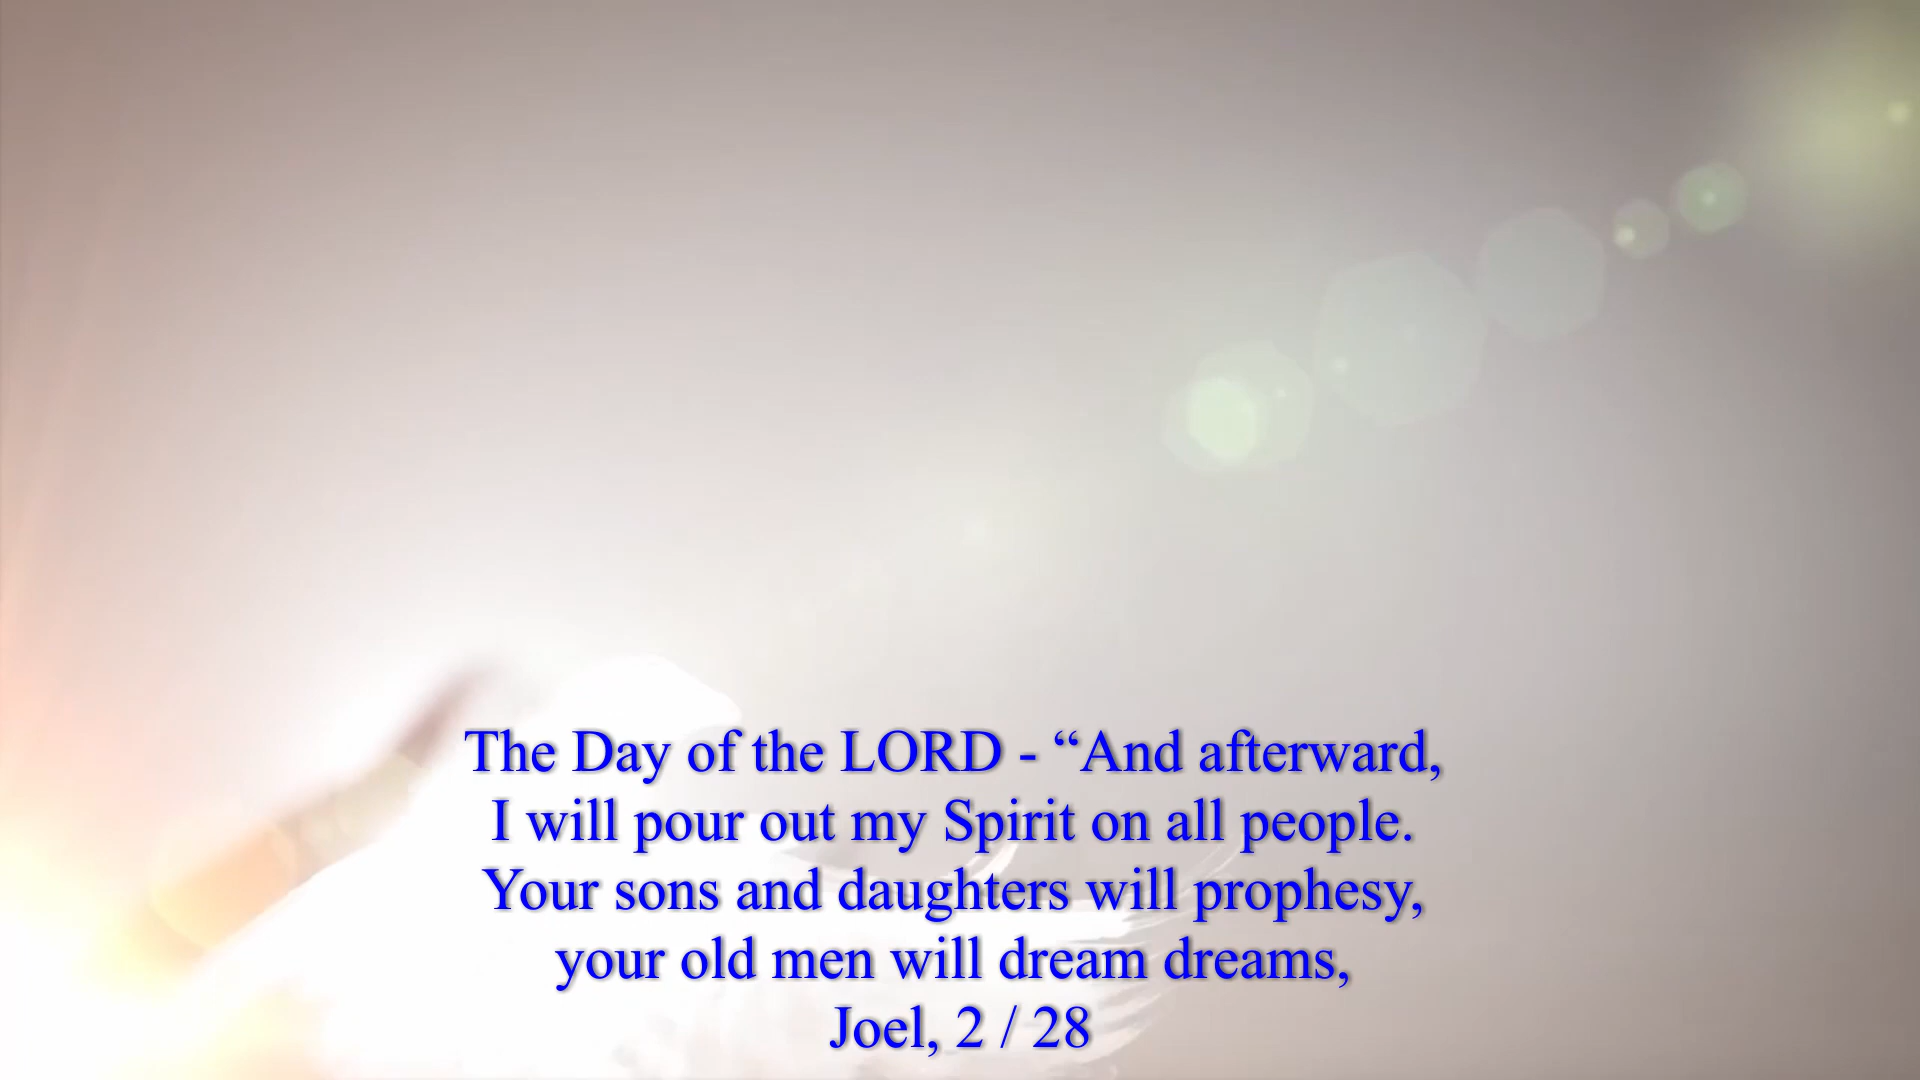 The Day of the LORD - “And afterward,
I will pour out my Spirit on all people.
Your sons and daughters will prophesy,
your old men will dream dreams,
Joel, 2 / 28